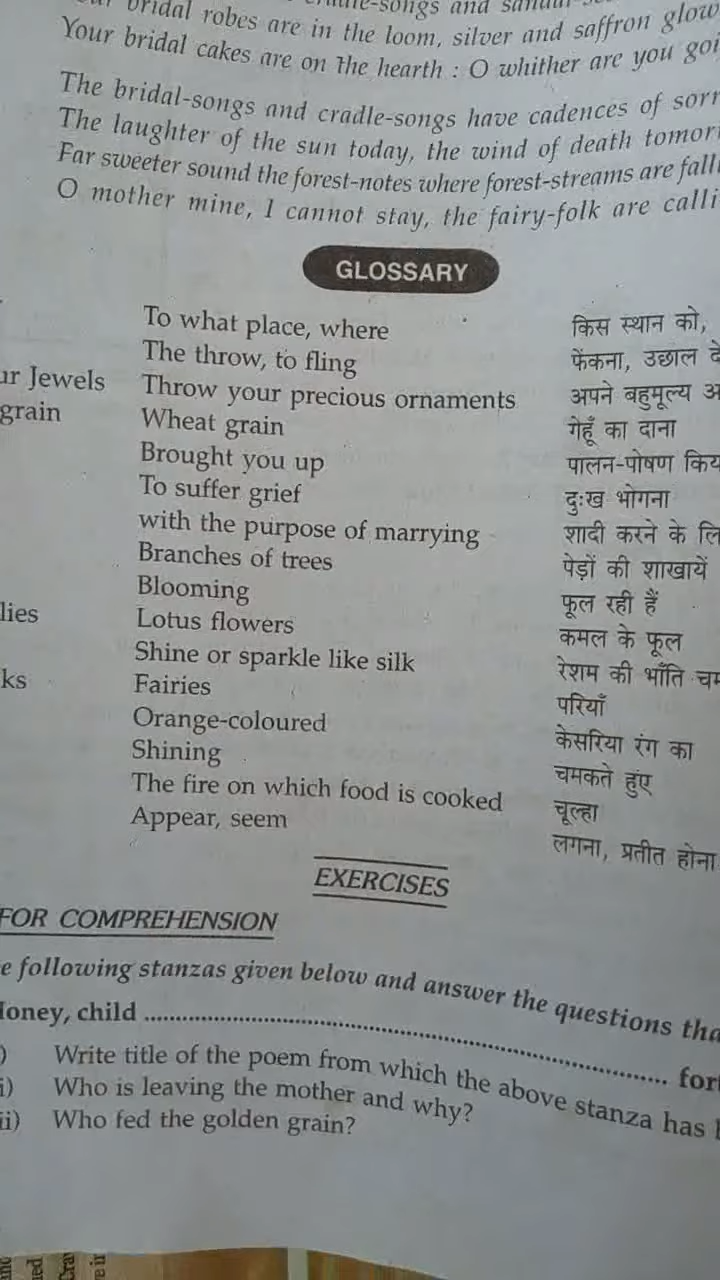 bridal robes are in the loom, silver and saffron glow
Your bridal cakes are on the hearth : O whither are you goi
The bridal-songs and cradle-songs have cadences of sorr
The laughter of the sun today, the wind of death tomorr
Far sweeter sound the forest-notes where forest-streams are falli
O mother mine, I cannot stay, the fairy-folk are calli
GLOSSARY
To what place, where किस स्थान को,
The throw, to fling फेंकना, उछाल दे
ur Jewels Throw your precious ornaments अपने बहुमूल्य अ
grain Wheat grain गेहूँ का दाना
Brought you up पालन-पोषण किय
To suffer grief दुःख भोगना
with the purpose of marrying शादी करने के लि
Branches of trees पेड़ों की शाखायें
Blooming फूल रही हैं
lies Lotus flowers कमल के फूल
Shine or sparkle like silk रेशम की भाँति चम
ks Fairies परियाँ
Orange-coloured केसरिया रंग का
Shining चमकते हुए
The fire on which food is cooked चूल्हा
Appear, seem लगना, प्रतीत होना
EXERCISES
FOR COMPREHENSION
e following stanzas given below and answer the questions tha
Honey, child .......................................................... for
) Write title of the poem from which the above stanza has b
i) Who is leaving the mother and why?
ii) Who fed the golden grain?